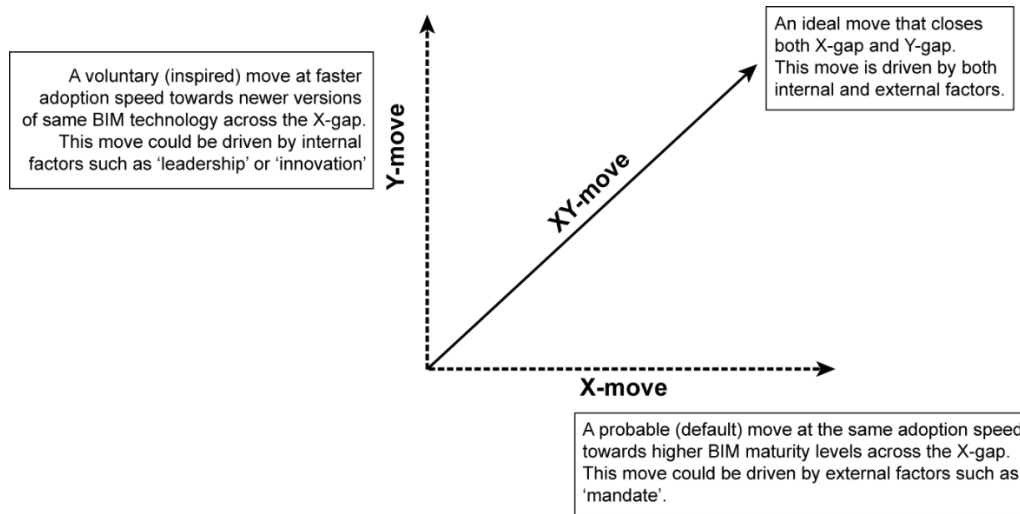 An ideal move that closes
both X-gap and Y-gap.
This move is driven by both
internal and external factors.
A voluntary (inspired) move at faster
adoption speed towards newer versions
of same BIM technology across the X-gap.
This move could be driven by internal
factors such as ‘leadership’ or ‘innovation’
Y-move
XY-move
X-move
A probable (default) move at the same adoption speed
towards higher BIM maturity levels across the X-gap.
This move could be driven by external factors such as
‘mandate’.